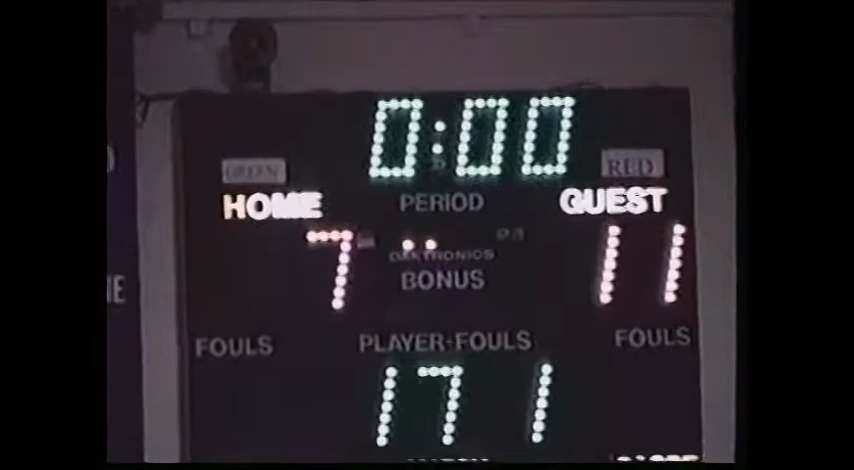 0:00
GREEN RED
HOME PERIOD GUEST
7 11
DAKTRONICS
BONUS
FOULS PLAYER-FOULS FOULS
171